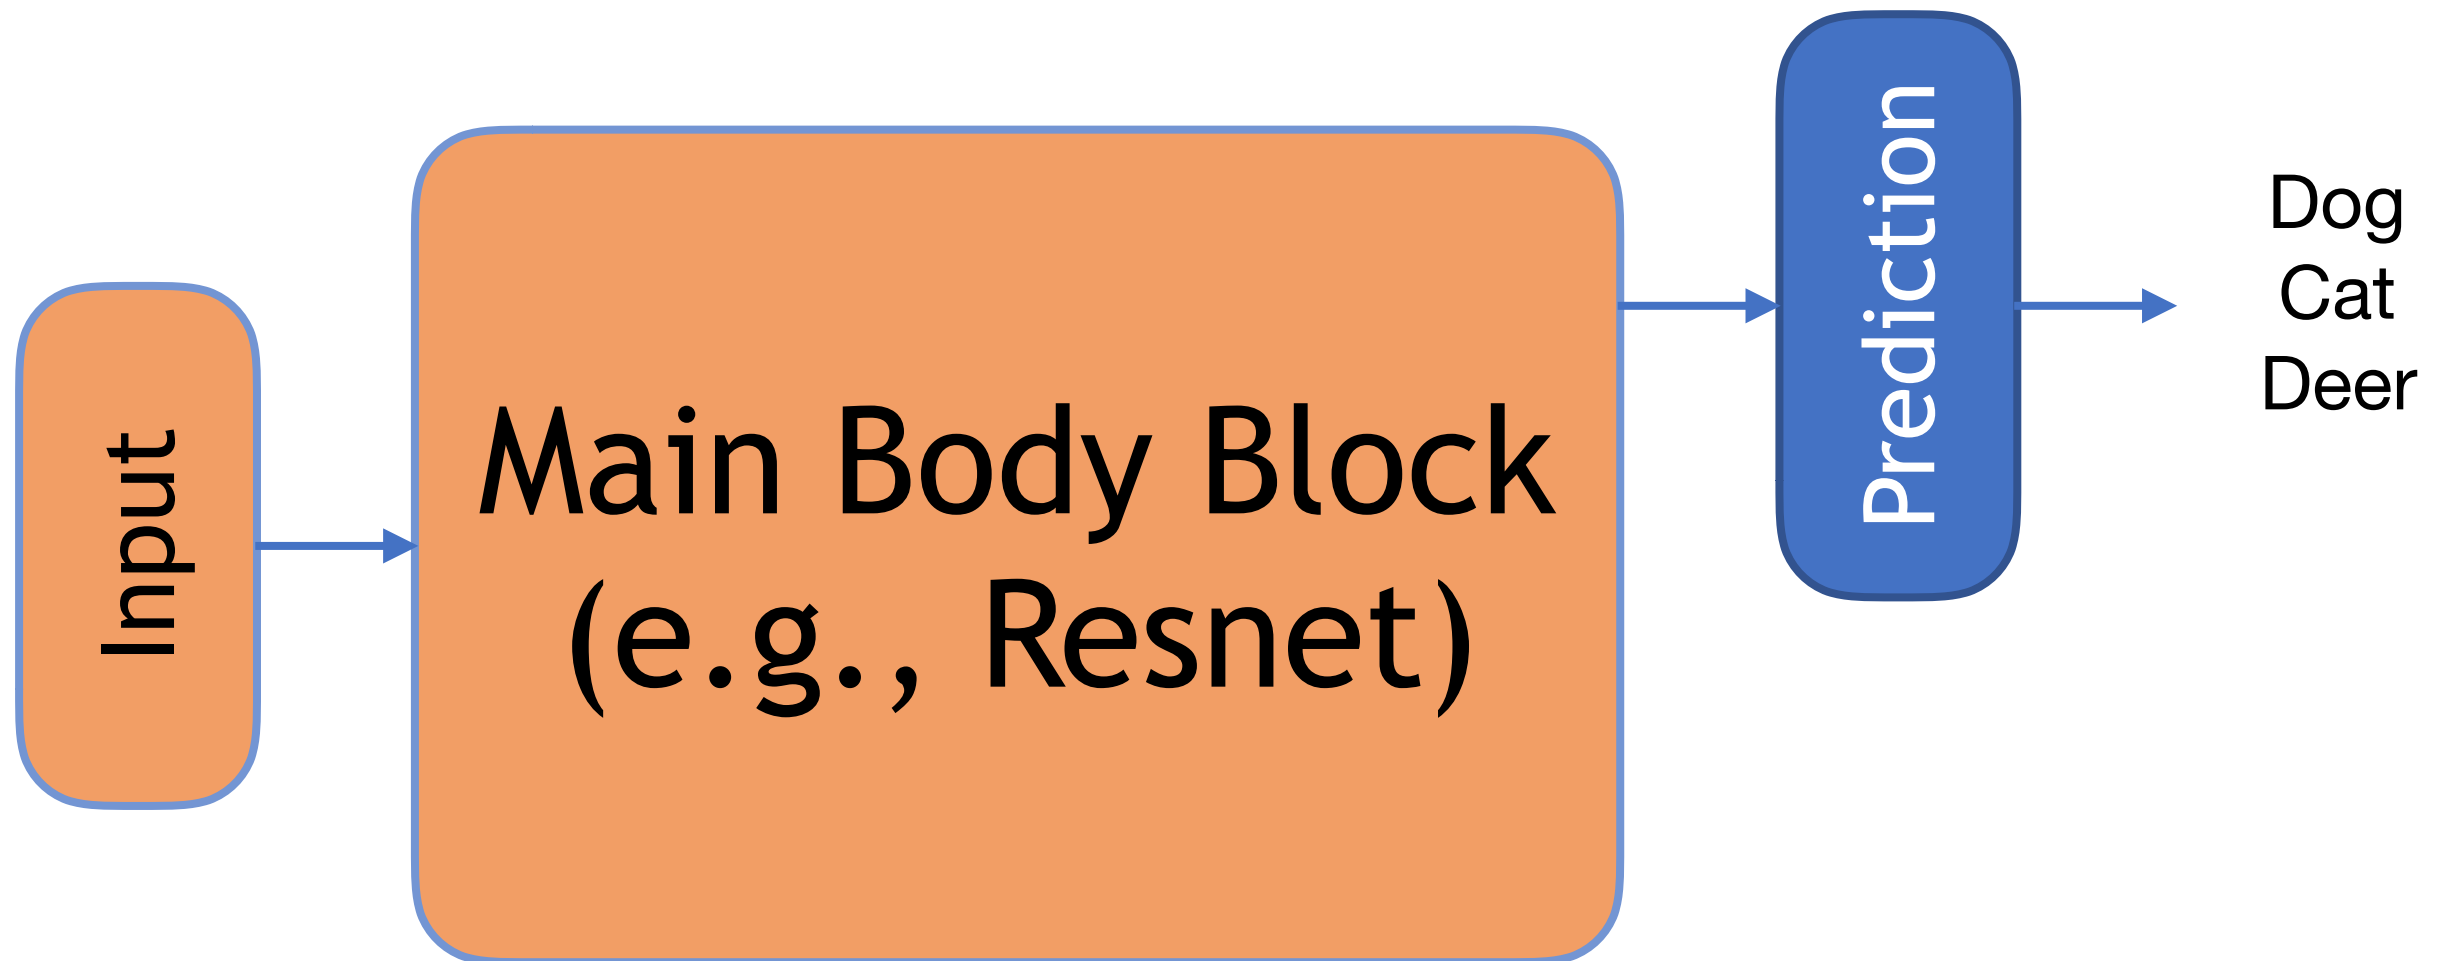 Input
Main Body Block
(e.g., Resnet)
Prediction
Dog
Cat
Deer